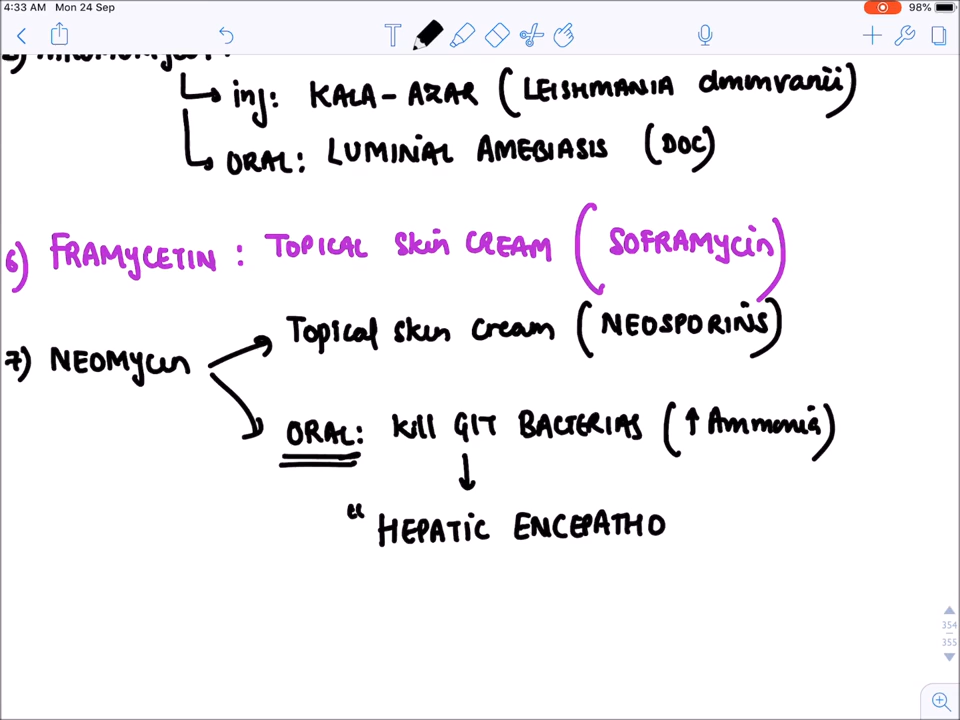 4:33 AM Mon 24 Sep 98%
T
inj: KALA-AZAR (LEISHMANIA dmmvanii)
ORAL: LUMINAL AMEBIASIS (DOC)
6) FRAMYCETIN: TOPICAL Skin CREAM (SOFRAMYcin)
Topical skin cream (NEOSPORINS)
7) NEOMYcin
ORAL: Kill GIT BACTERIAS (↑ Ammonia)
↓
“ HEPATIC ENCEPATHO
354
355